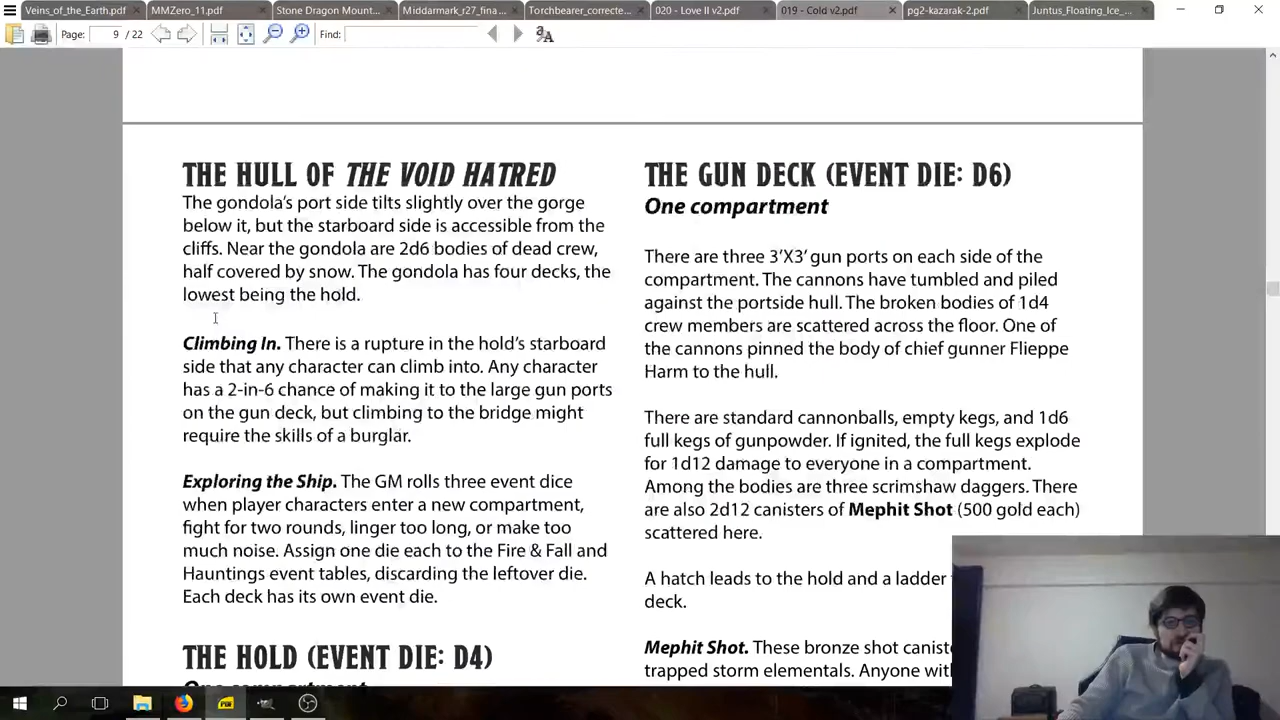 Veins_of_the_Earth.pdf
MMZero_11.pdf
Stone Dragon Mount...
Middarmark_r27_fina...
Torchbearer_correcte...
020 - Love II v2.pdf
019 - Cold v2.pdf
pg2-kazarak-2.pdf
Juntus_Floating_Ice_...
Page: 9 / 22
Find:
THE HULL OF THE VOID HATRED
The gondola's port side tilts slightly over the gorge
below it, but the starboard side is accessible from the
cliffs. Near the gondola are 2d6 bodies of dead crew,
half covered by snow. The gondola has four decks, the
lowest being the hold.
Climbing In. There is a rupture in the hold's starboard
side that any character can climb into. Any character
has a 2-in-6 chance of making it to the large gun ports
on the gun deck, but climbing to the bridge might
require the skills of a burglar.
Exploring the Ship. The GM rolls three event dice
when player characters enter a new compartment,
fight for two rounds, linger too long, or make too
much noise. Assign one die each to the Fire & Fall and
Hauntings event tables, discarding the leftover die.
Each deck has its own event die.
THE HOLD (EVENT DIE: D4)
One compartment
THE GUN DECK (EVENT DIE: D6)
One compartment
There are three 3'X3' gun ports on each side of the
compartment. The cannons have tumbled and piled
against the portside hull. The broken bodies of 1d4
crew members are scattered across the floor. One of
the cannons pinned the body of chief gunner Flieppe
Harm to the hull.
There are standard cannonballs, empty kegs, and 1d6
full kegs of gunpowder. If ignited, the full kegs explode
for 1d12 damage to everyone in a compartment.
Among the bodies are three scrimshaw daggers. There
are also 2d12 canisters of Mephit Shot (500 gold each)
scattered here.
A hatch leads to the hold and a ladder
deck.
Mephit Shot. These bronze shot canist
trapped storm elementals. Anyone wit